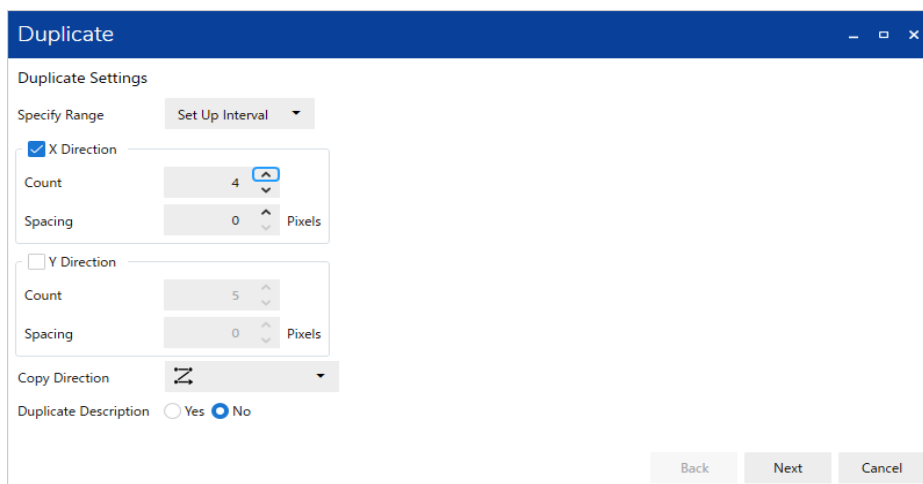 Duplicate
Duplicate Settings
Specify Range Set Up Interval
X Direction
Count 4
Spacing 0 Pixels
Y Direction
Count 5
Spacing 0 Pixels
Copy Direction
Duplicate Description Yes No
Back Next Cancel